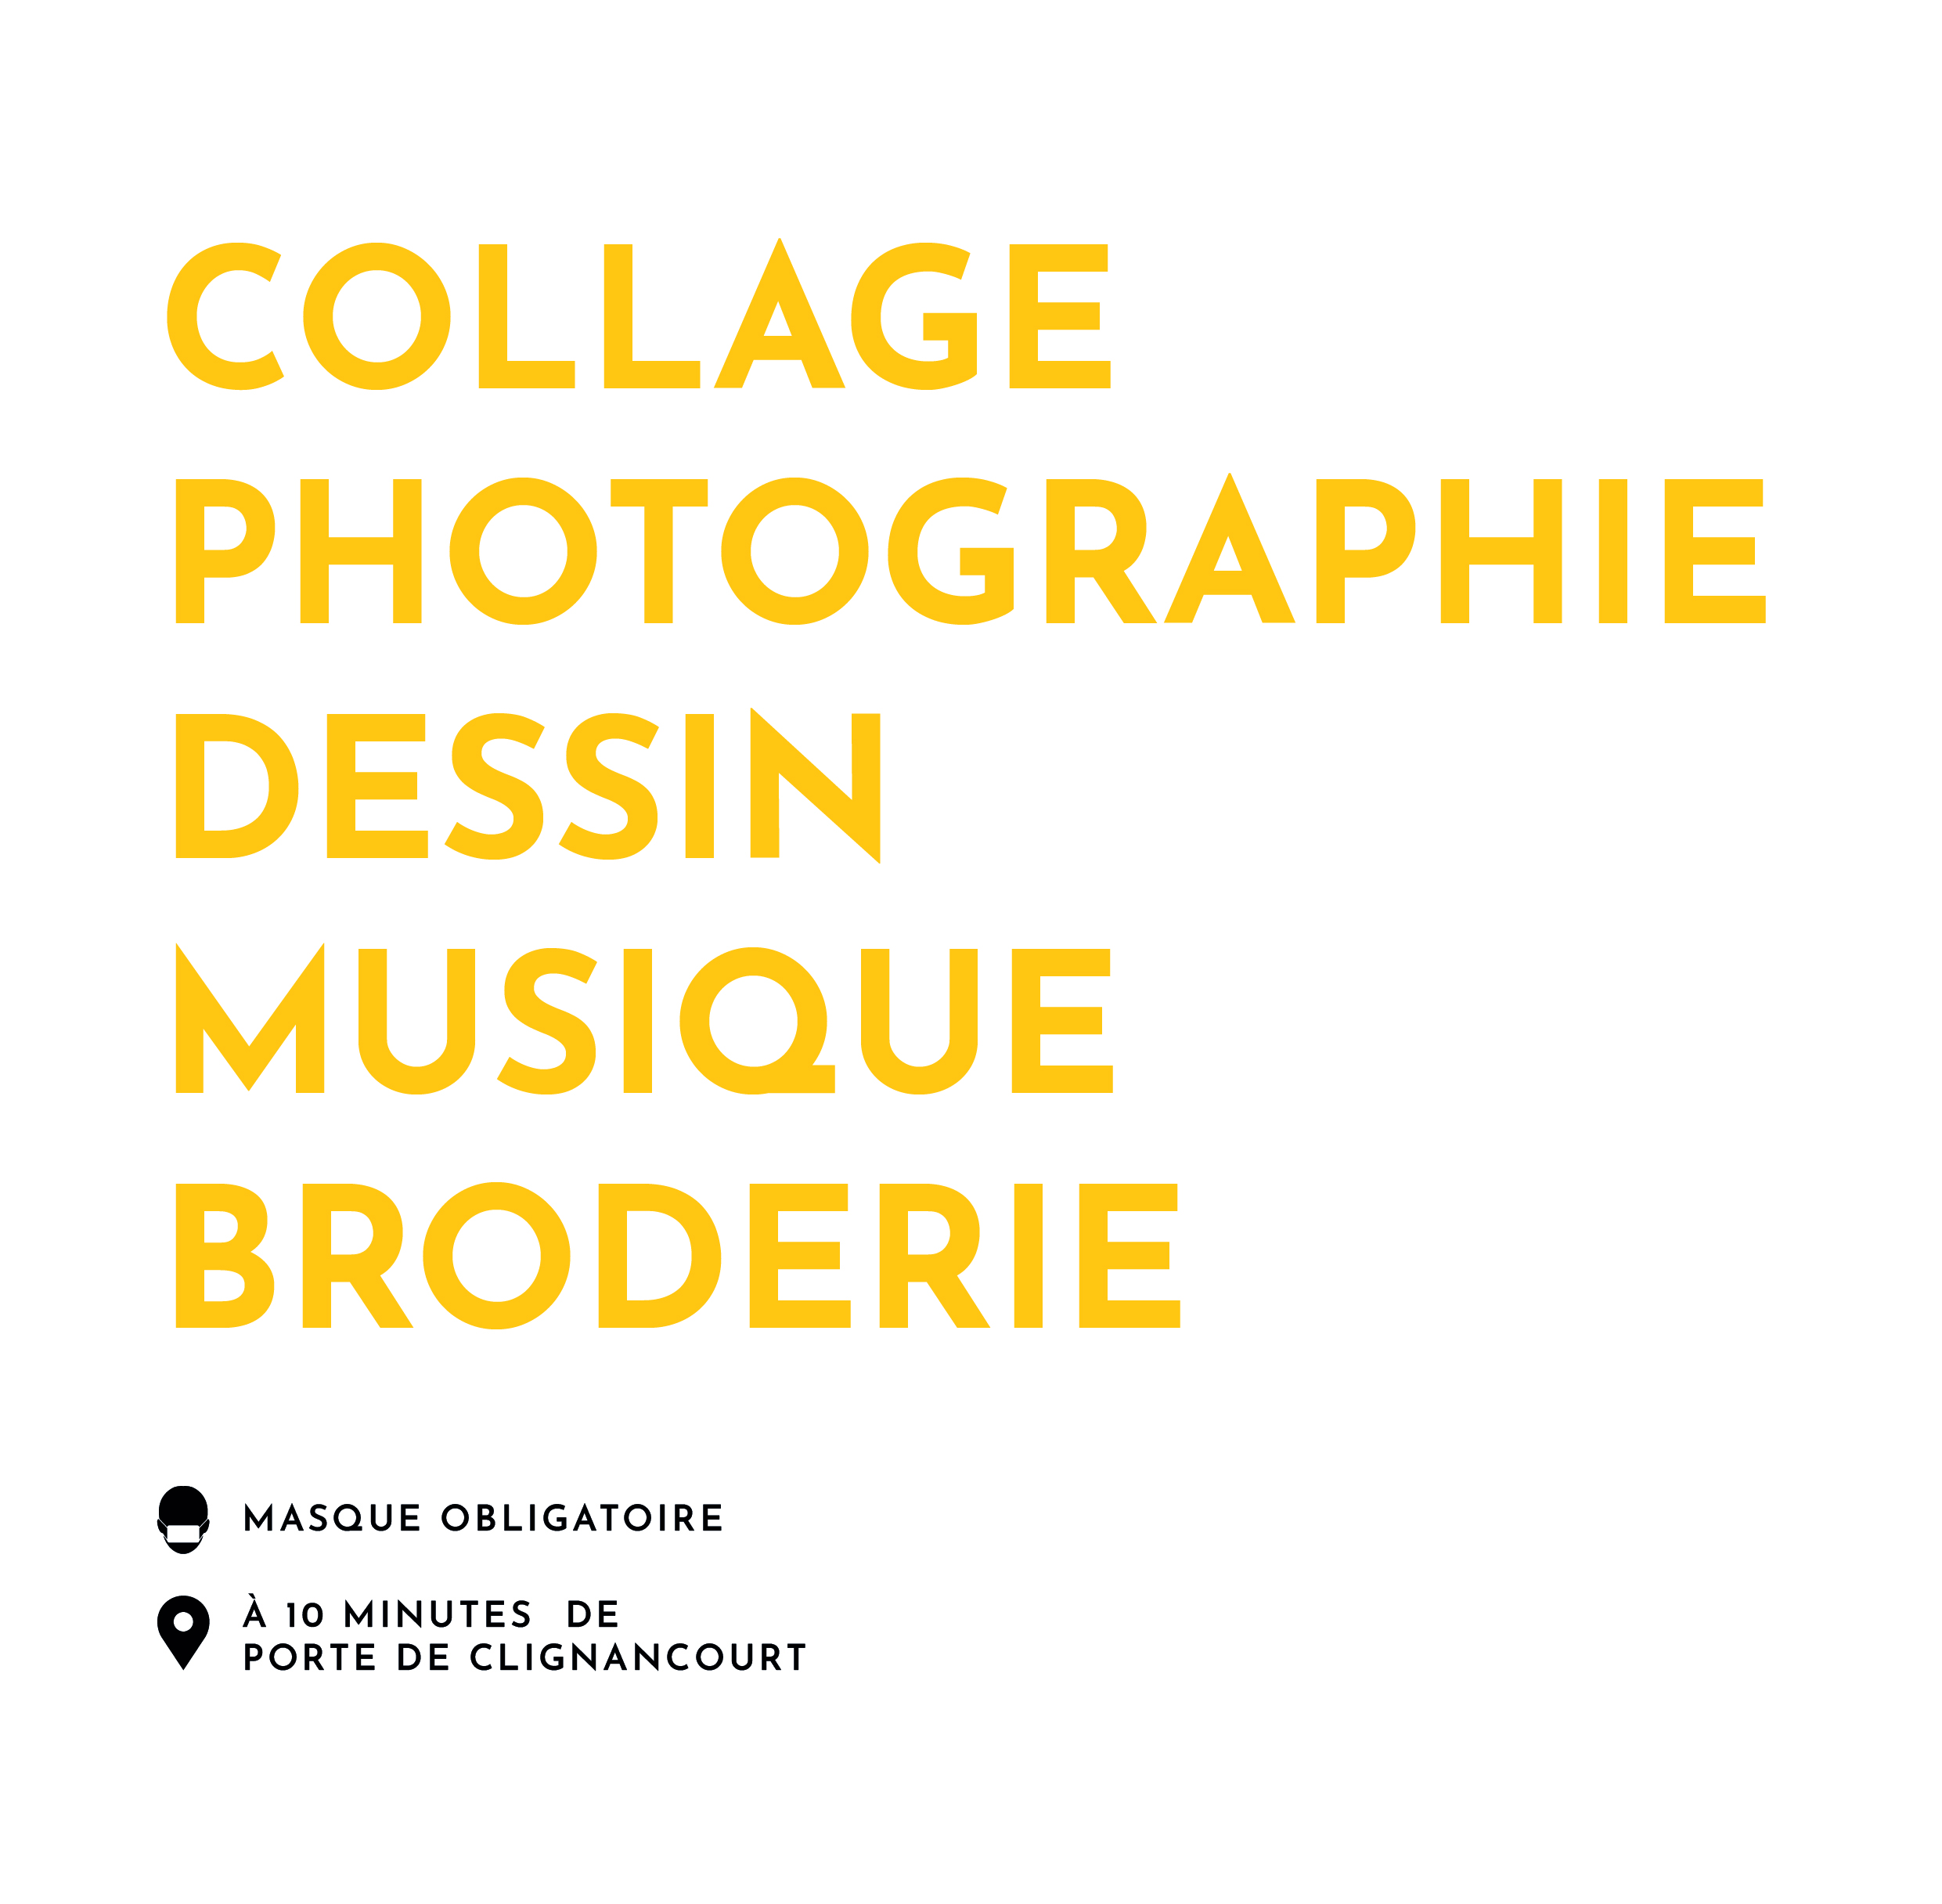 COLLAGE
PHOTOGRAPHIE
DESSIN
MUSIQUE
BRODERIE
MASQUE OBLIGATOIRE
À 10 MINUTES DE
PORTE DE CLIGNANCOURT